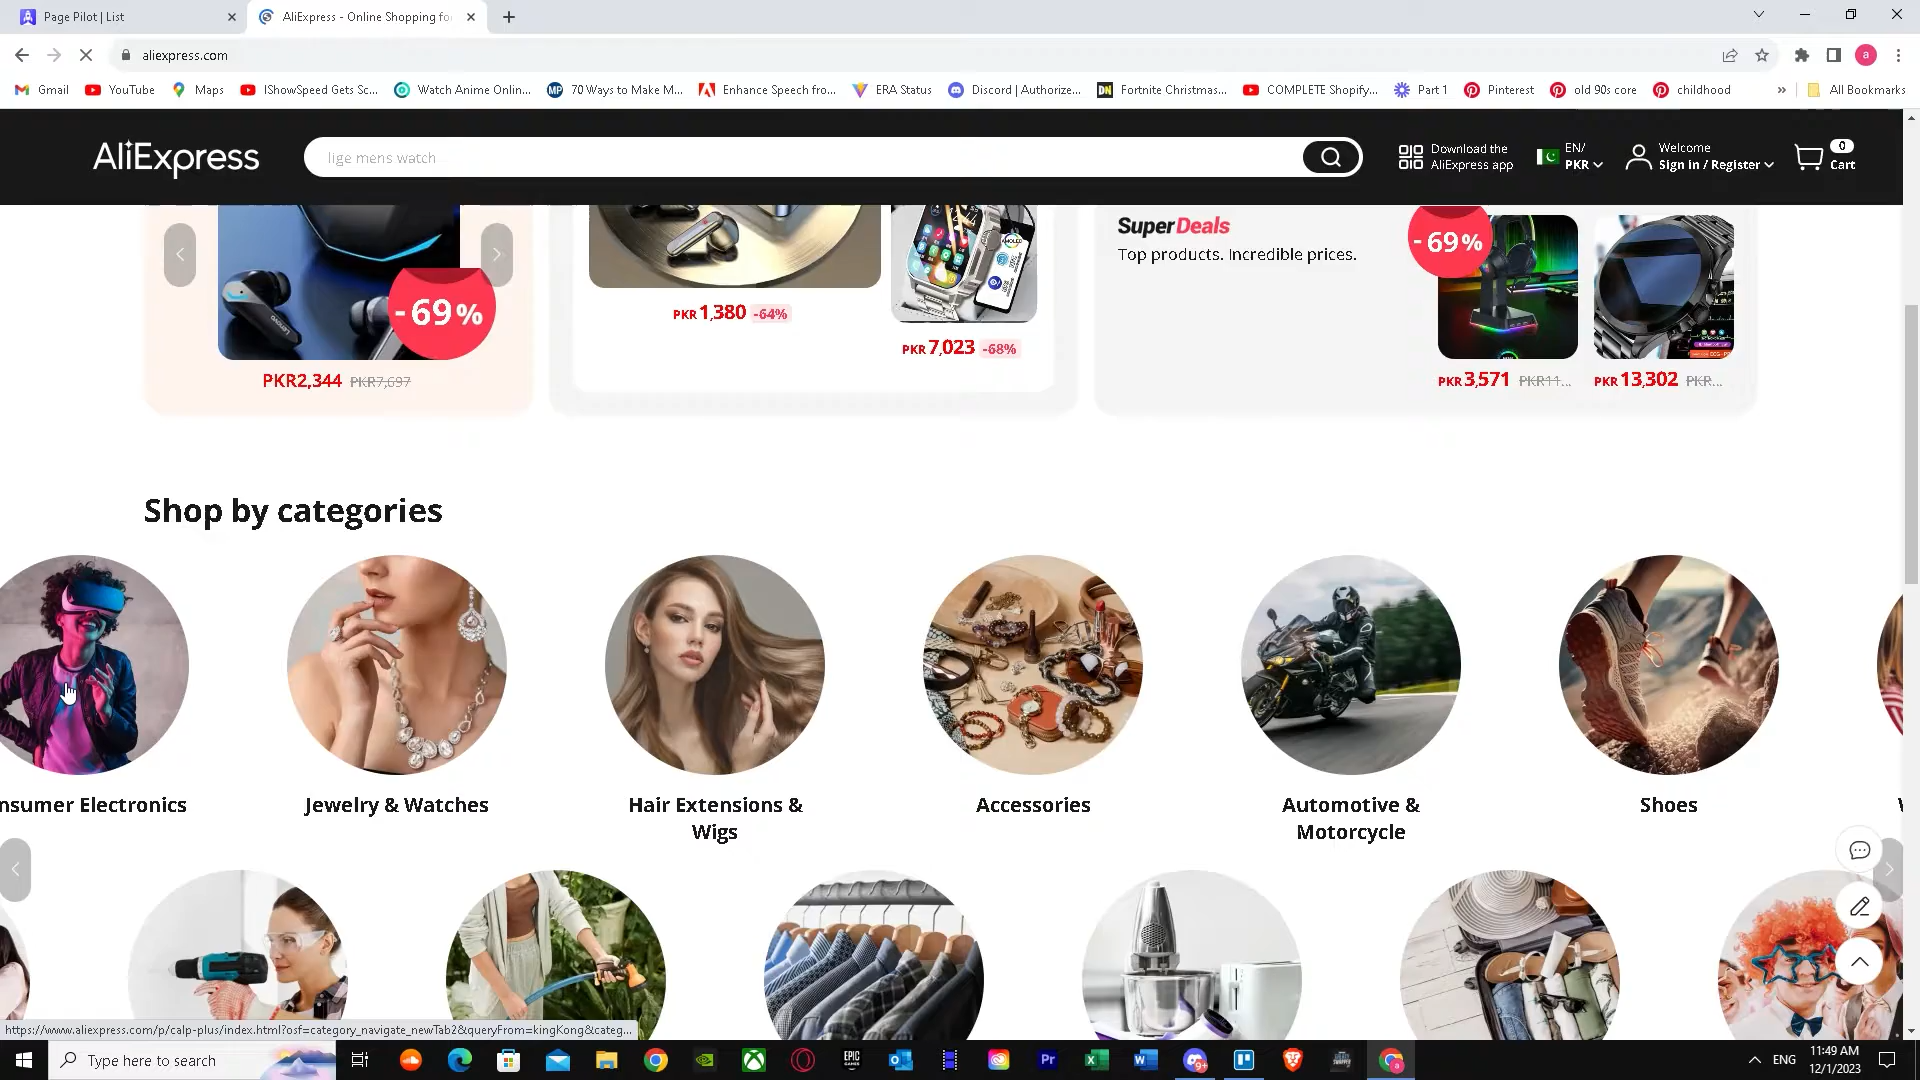 Page Pilot | List
AliExpress - Online Shopping fo
aliexpress.com
a
Gmail
YouTube
Maps
IShowSpeed Gets Sc...
Watch Anime Onlin...
70 Ways to Make M...
Enhance Speech fro...
ERA Status
Discord | Authorize...
Fortnite Christmas...
COMPLETE Shopify...
Part 1
Pinterest
old 90s core
childhood
»
All Bookmarks
AliExpress
lige mens watch
Download the
AliExpress app
EN/
PKR
Welcome
Sign in / Register
0
Cart
-69%
PKR2,344 PKR7,697
PKR 1,380 -64%
PKR 7,023 -68%
SuperDeals
Top products. Incredible prices.
-69%
PKR 3,571 PKR11...
PKR 13,302 PKR...
Shop by categories
nsumer Electronics
Jewelry & Watches
Hair Extensions &
Wigs
Accessories
Automotive &
Motorcycle
Shoes
https://www.aliexpress.com/p/calp-plus/index.html?osf=category_navigate_newTab2&queryFrom=kingKong&categ...
Type here to search
ENG
11:49 AM
12/1/2023